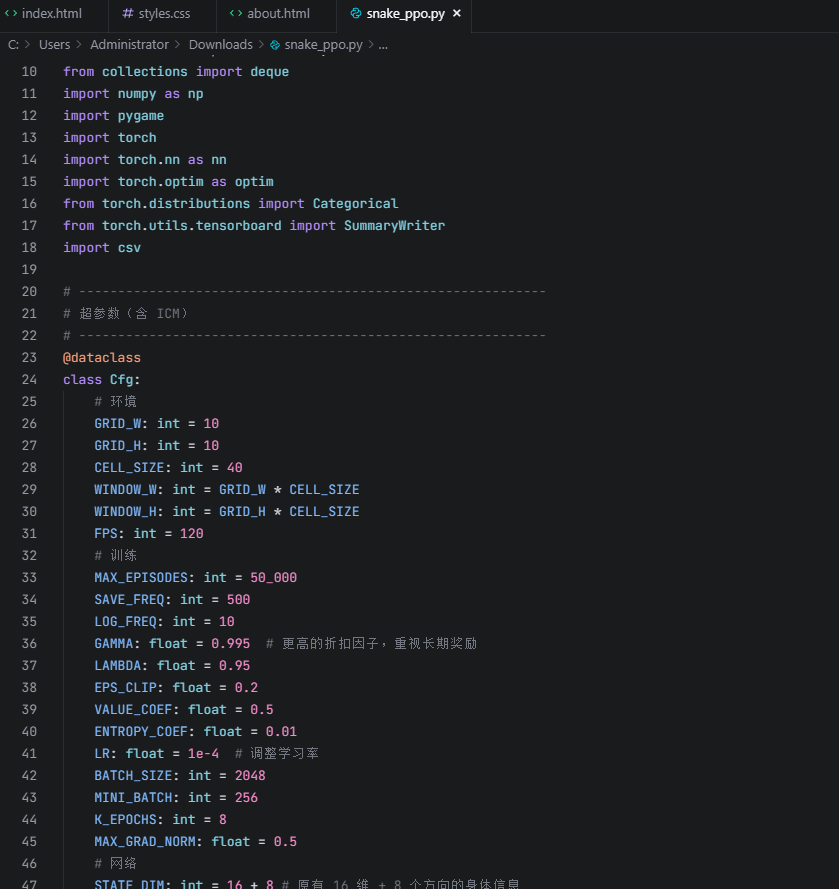 index.html # styles.css about.html snake_ppo.py ×
C: > Users > Administrator > Downloads > snake_ppo.py > ...
10 from collections import deque
11 import numpy as np
12 import pygame
13 import torch
14 import torch.nn as nn
15 import torch.optim as optim
16 from torch.distributions import Categorical
17 from torch.utils.tensorboard import SummaryWriter
18 import csv
19
20 # ------------------------------------------------------------
21 # 超参数（含 ICM）
22 # ------------------------------------------------------------
23 @dataclass
24 class Cfg:
25 # 环境
26 GRID_W: int = 10
27 GRID_H: int = 10
28 CELL_SIZE: int = 40
29 WINDOW_W: int = GRID_W * CELL_SIZE
30 WINDOW_H: int = GRID_H * CELL_SIZE
31 FPS: int = 120
32 # 训练
33 MAX_EPISODES: int = 50_000
34 SAVE_FREQ: int = 500
35 LOG_FREQ: int = 10
36 GAMMA: float = 0.995 # 更高的折扣因子，重视长期奖励
37 LAMBDA: float = 0.95
38 EPS_CLIP: float = 0.2
39 VALUE_COEF: float = 0.5
40 ENTROPY_COEF: float = 0.01
41 LR: float = 1e-4 # 调整学习率
42 BATCH_SIZE: int = 2048
43 MINI_BATCH: int = 256
44 K_EPOCHS: int = 8
45 MAX_GRAD_NORM: float = 0.5
46 # 网络
47 STATE_DIM: int = 16 + 8 # 原有 16 维 + 8 个方向的身体信息